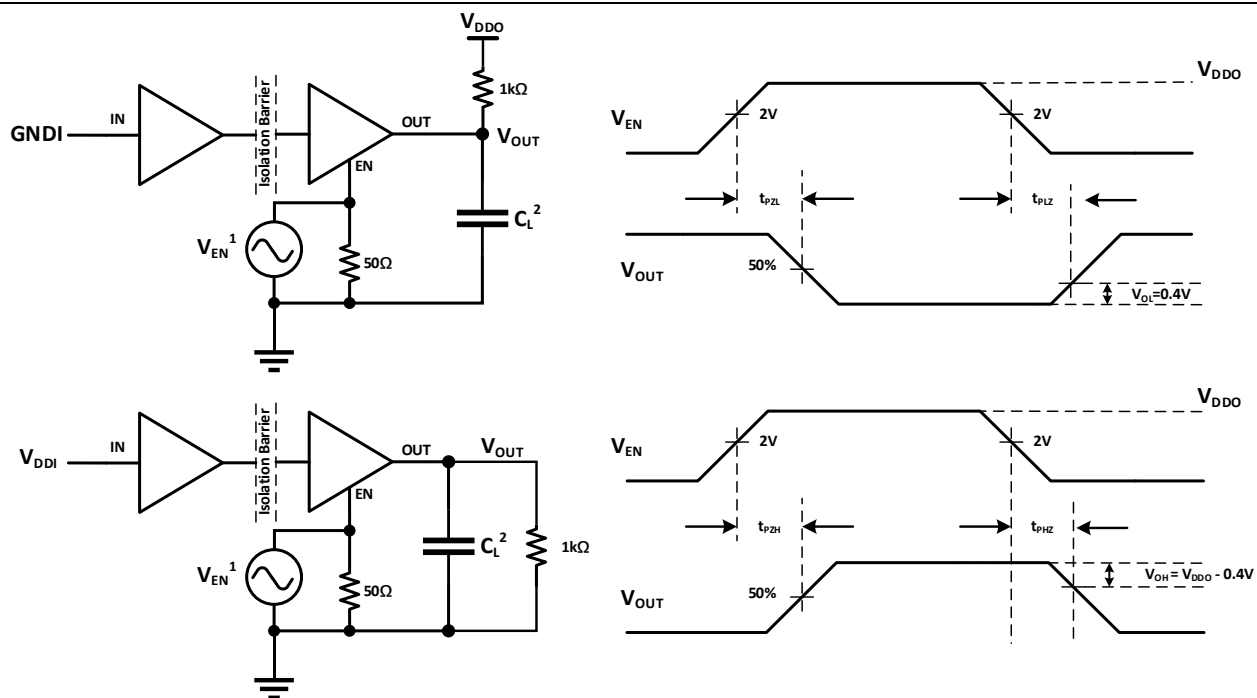 VDDO
1kΩ
IN
OUT
GNDI
VOUT
Isolation Barrier
EN
VEN1
50Ω
CL2
VDDO
VEN
2V
2V
tPZL
tPLZ
VOUT
50%
VOL=0.4V
VDDI
IN
OUT
VOUT
Isolation Barrier
EN
VEN1
50Ω
CL2
1kΩ
VDDO
VEN
2V
2V
tPZH
tPHZ
VOUT
50%
VOH = VDDO - 0.4V